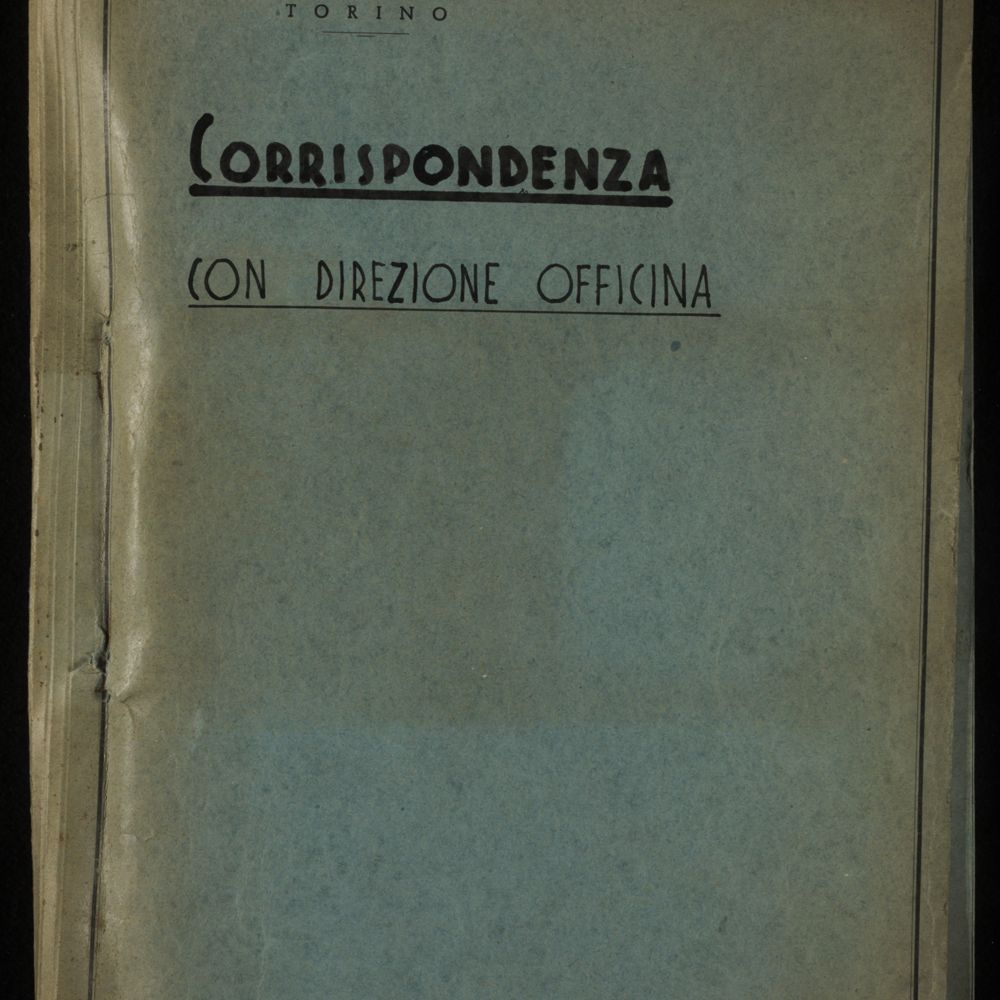 TORINO
CORRISPONDENZA
CON DIREZIONE OFFICINA